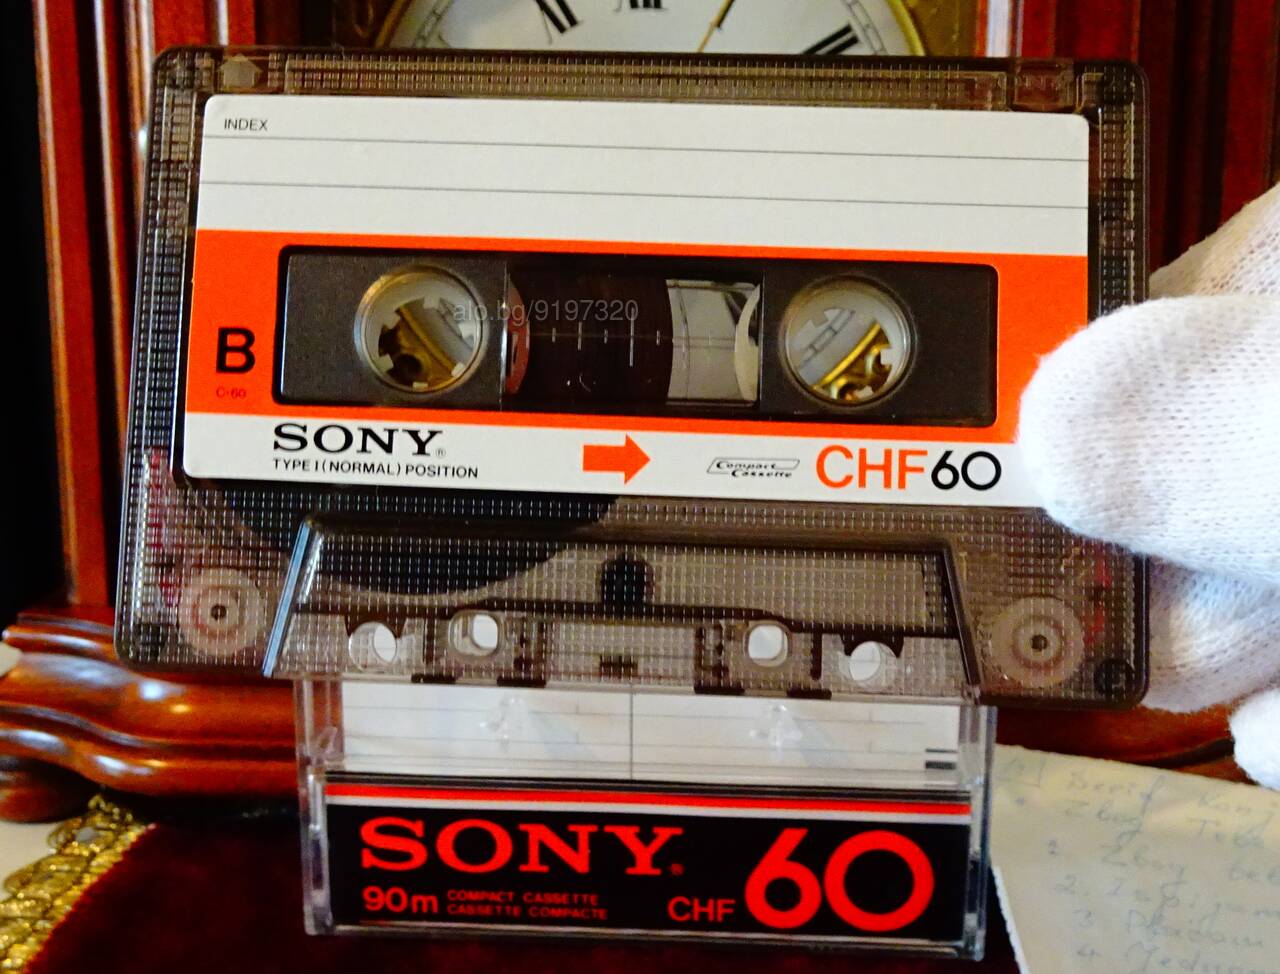 INDEX
alo.bg/9197320
B
C-60
SONY®
TYPE I (NORMAL) POSITION
Compact
Cassette
CHF60
SONY®
90m
COMPACT CASSETTE
CASSETTE COMPACTE
CHF 60